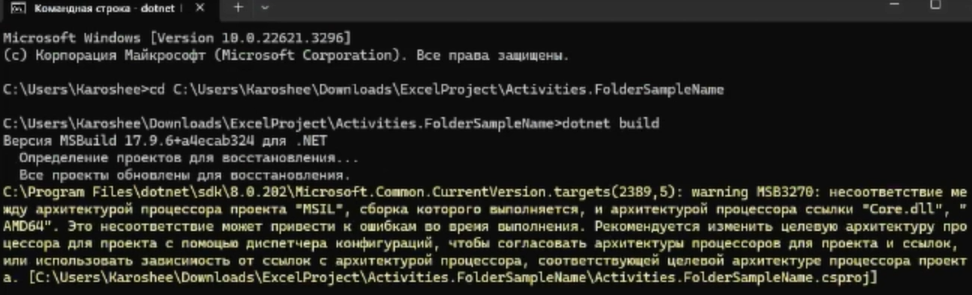 Командная строка - dotnet
Microsoft Windows [Version 10.0.22621.3296]
(c) Корпорация Майкрософт (Microsoft Corporation). Все права защищены.
C:\Users\Karoshee>cd C:\Users\Karoshee\Downloads\ExcelProject\Activities.FolderSampleName
C:\Users\Karoshee\Downloads\ExcelProject\Activities.FolderSampleName>dotnet build
Версия MSBuild 17.9.6+a4ecab324 для .NET
Определение проектов для восстановления...
Все проекты обновлены для восстановления.
C:\Program Files\dotnet\sdk\8.0.202\Microsoft.Common.CurrentVersion.targets(2389,5): warning MSB3270: несоответствие ме
жду архитектурой процессора проекта "MSIL", сборка которого выполняется, и архитектурой процессора ссылки "Core.dll", "
AMD64". Это несоответствие может привести к ошибкам во время выполнения. Рекомендуется изменить целевую архитектуру про
цессора для проекта с помощью диспетчера конфигураций, чтобы согласовать архитектуры процессоров для проекта и ссылок,
или использовать зависимость от ссылок с архитектурой процессора, соответствующей целевой архитектуре процессора проект
а. [C:\Users\Karoshee\Downloads\ExcelProject\Activities.FolderSampleName\Activities.FolderSampleName.csproj]